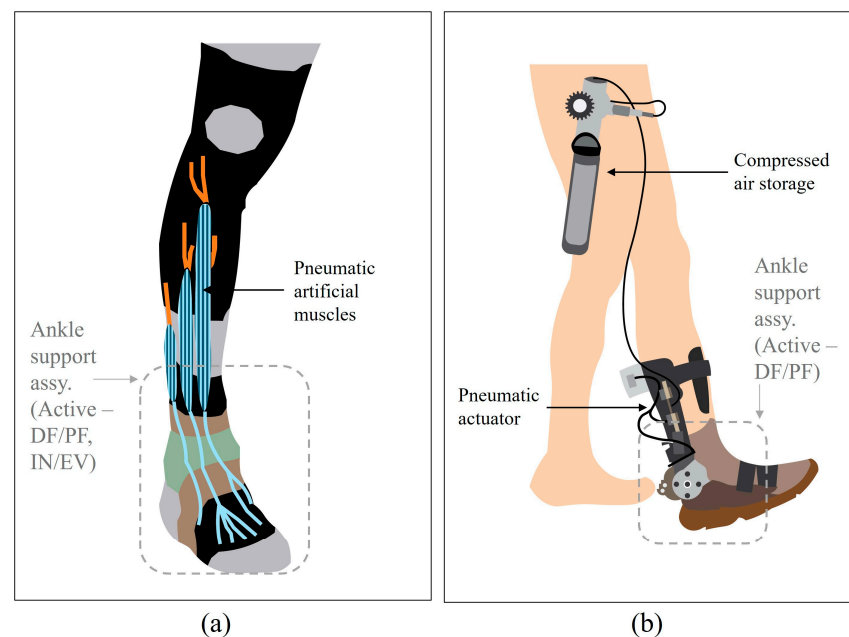 Pneumatic
artificial
muscles
Ankle
support
assy.
(Active –
DF/PF,
IN/EV)
(a)
Compressed
air storage
Ankle
support
assy.
(Active –
DF/PF)
Pneumatic
actuator
(b)